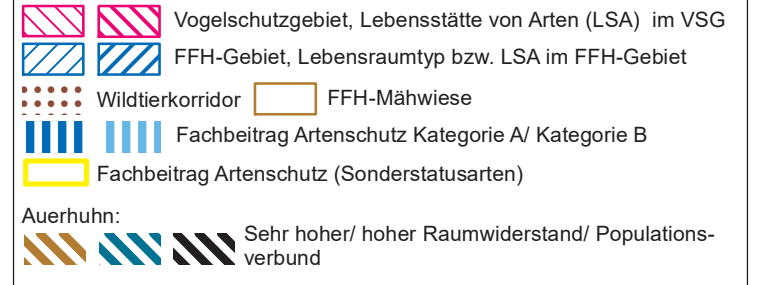 Vogelschutzgebiet, Lebensstätte von Arten (LSA) im VSG
FFH-Gebiet, Lebensraumtyp bzw. LSA im FFH-Gebiet
Wildtierkorridor FFH-Mähwiese
Fachbeitrag Artenschutz Kategorie A/ Kategorie B
Fachbeitrag Artenschutz (Sonderstatusarten)
Auerhuhn:
Sehr hoher/ hoher Raumwiderstand/ Populations-
verbund